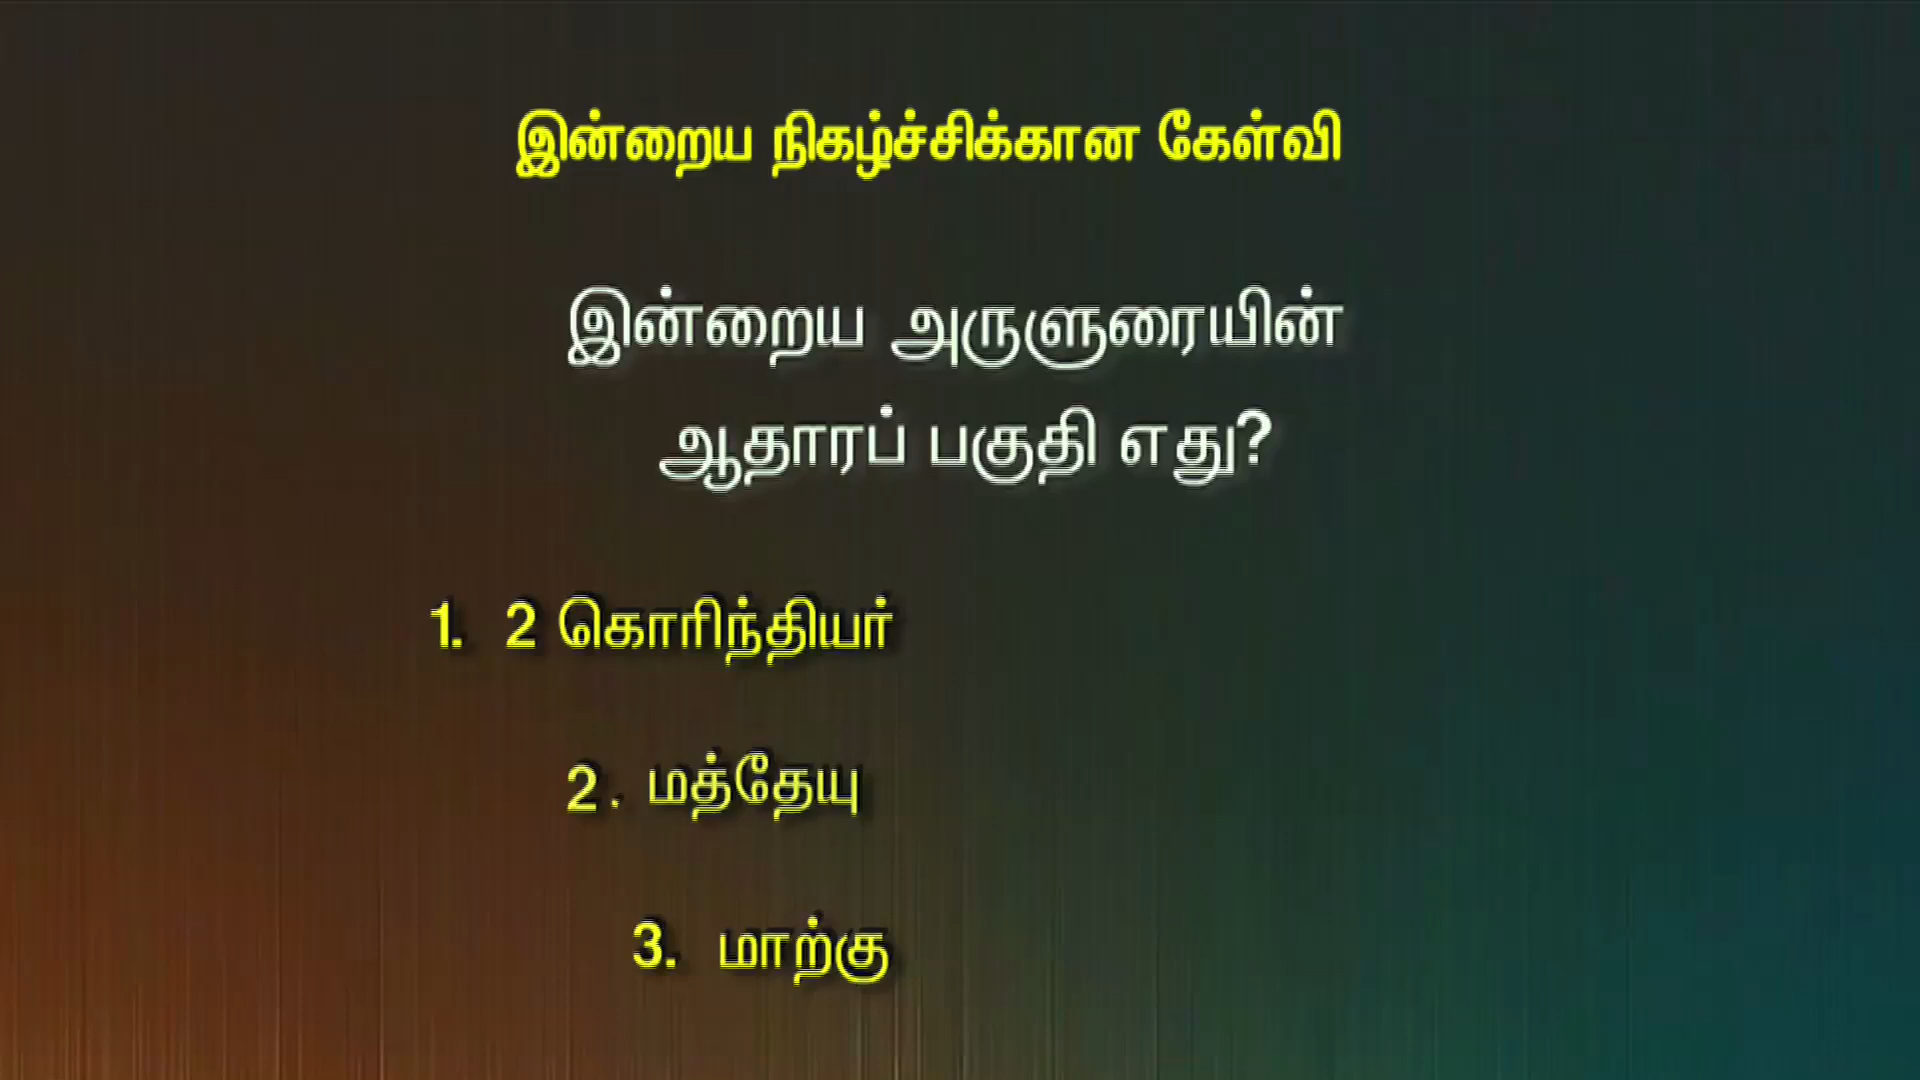 இன்றைய நிகழ்ச்சிக்கான கேள்வி
இன்றைய அருளுரையின்
ஆதாரப் பகுதி எது?
1. 2 கொரிந்தியர்
2 . மத்தேயு
3. மாற்கு